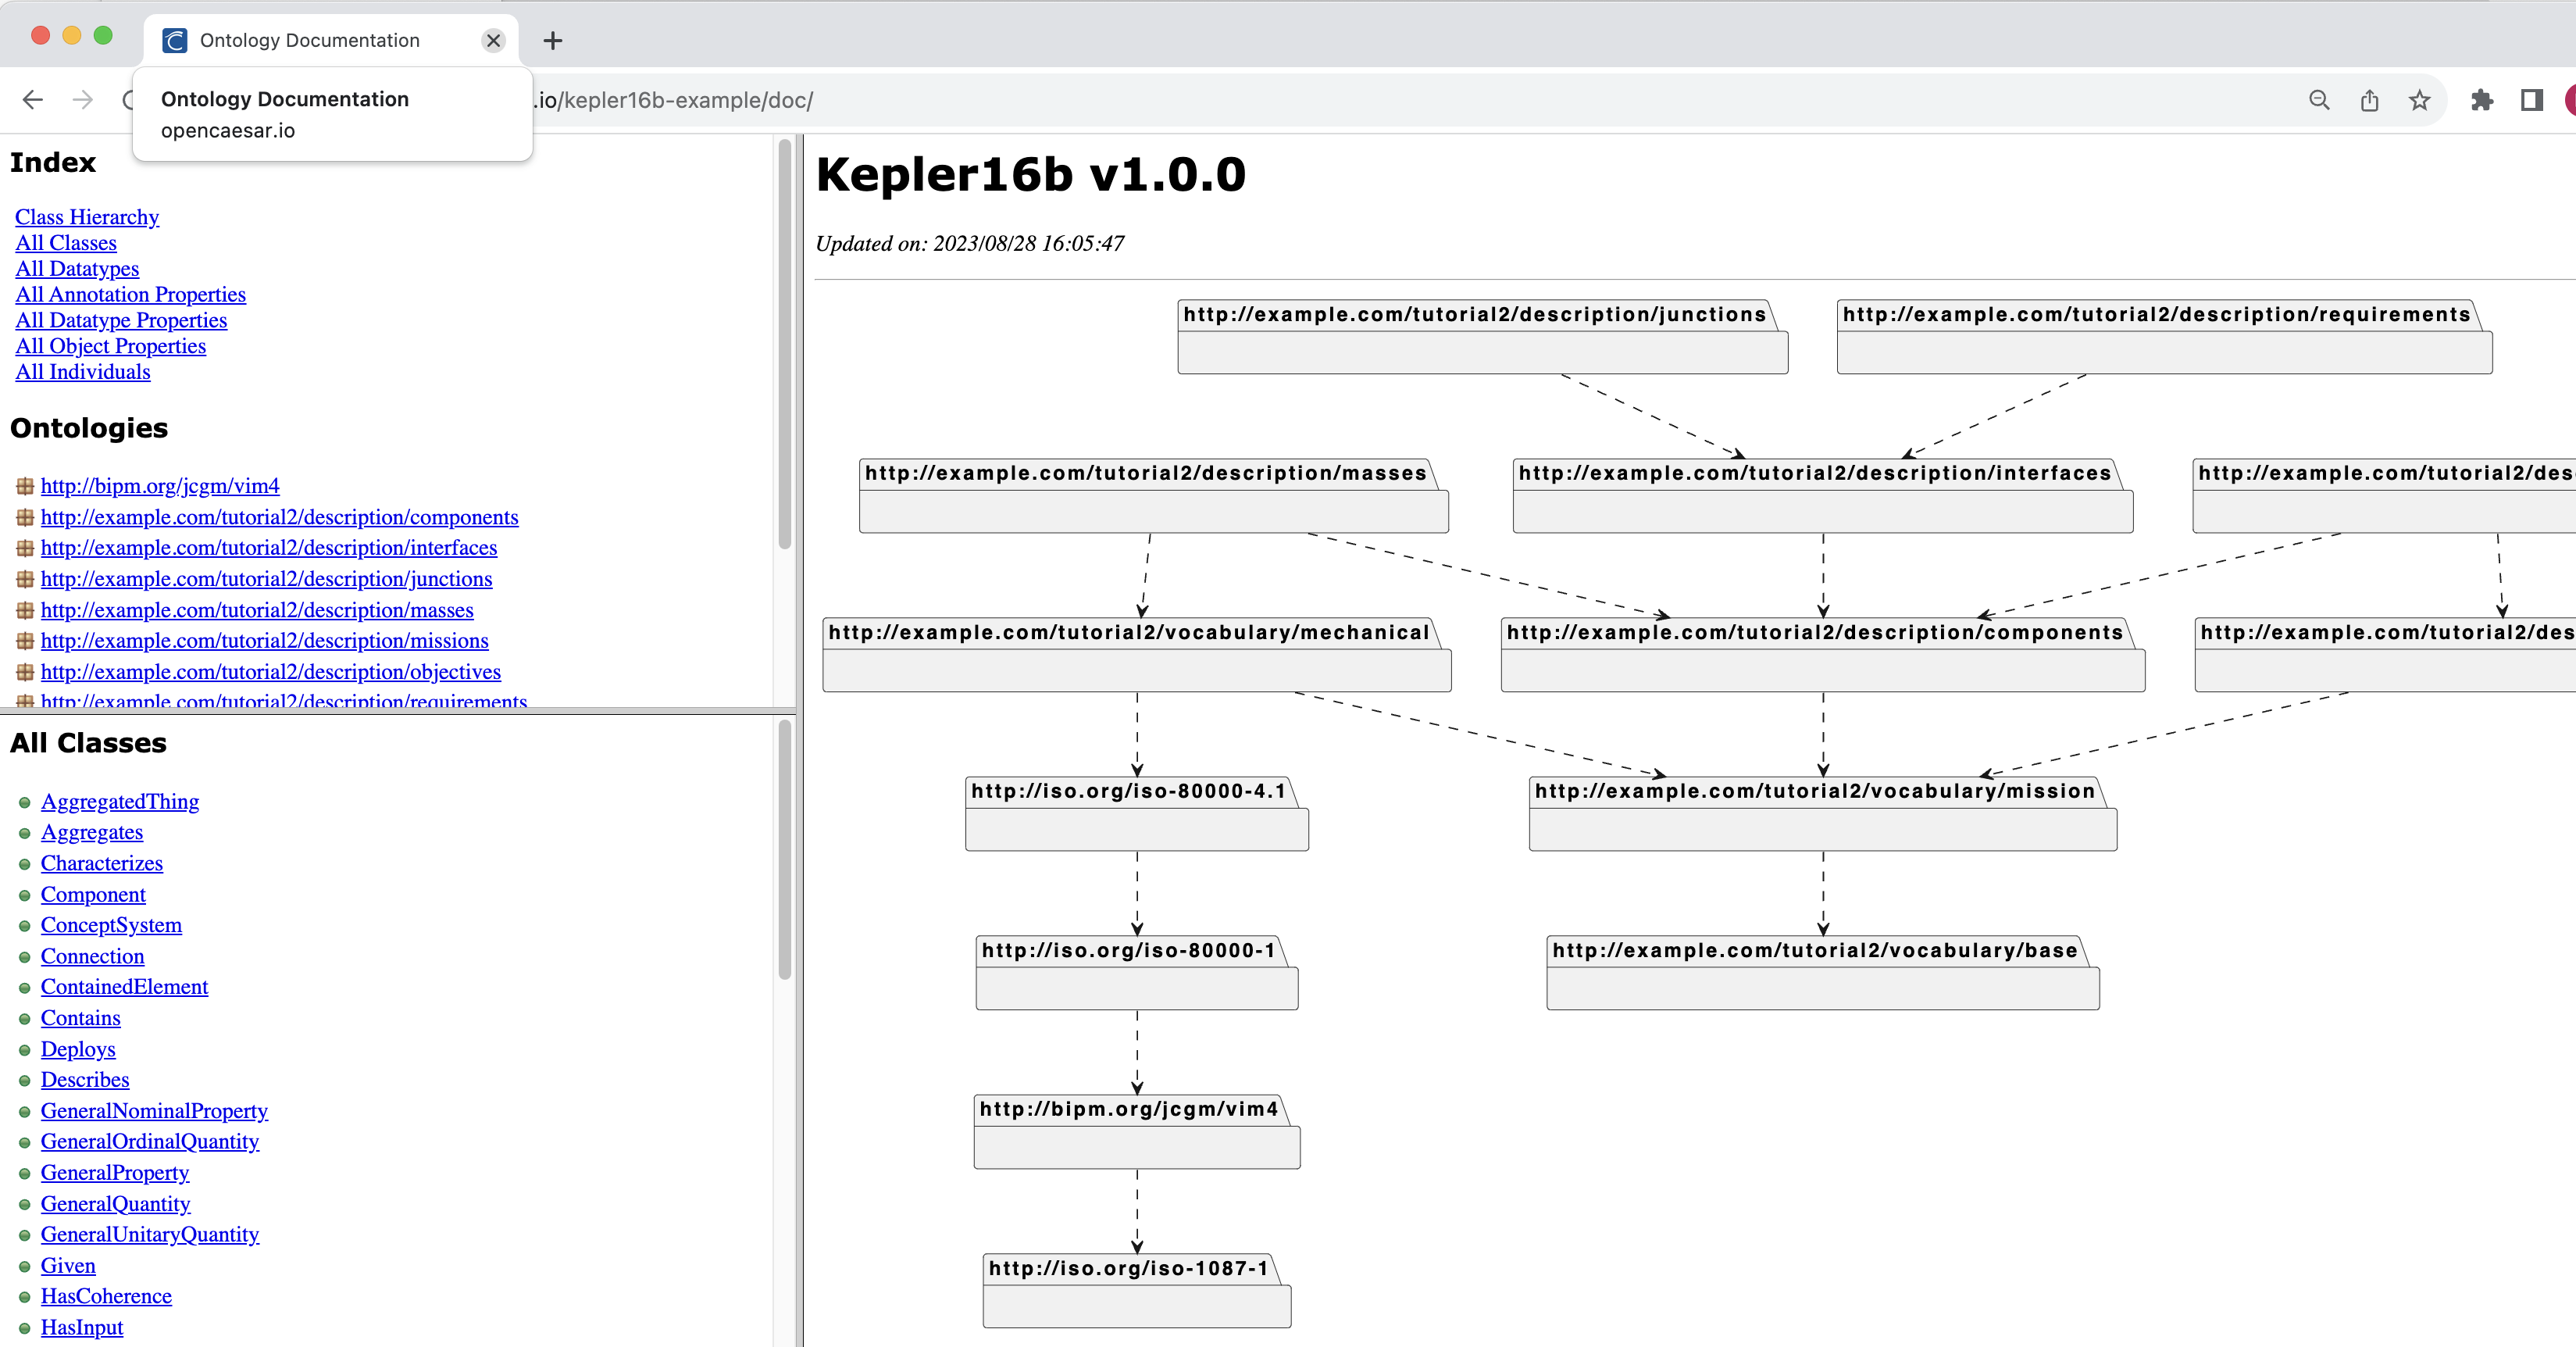 Ontology Documentation
Ontology Documentation
opencaesar.io
.io/kepler16b-example/doc/
Index
Class Hierarchy
All Classes
All Datatypes
All Annotation Properties
All Datatype Properties
All Object Properties
All Individuals
Ontologies
http://bipm.org/jcgm/vim4
http://example.com/tutorial2/description/components
http://example.com/tutorial2/description/interfaces
http://example.com/tutorial2/description/junctions
http://example.com/tutorial2/description/masses
http://example.com/tutorial2/description/missions
http://example.com/tutorial2/description/objectives
http://example.com/tutorial2/description/requirements
All Classes
AggregatedThing
Aggregates
Characterizes
Component
ConceptSystem
Connection
ContainedElement
Contains
Deploys
Describes
GeneralNominalProperty
GeneralOrdinalQuantity
GeneralProperty
GeneralQuantity
GeneralUnitaryQuantity
Given
HasCoherence
HasInput
Kepler16b v1.0.0
Updated on: 2023/08/28 16:05:47
http://example.com/tutorial2/description/junctions
http://example.com/tutorial2/description/requirements
http://example.com/tutorial2/description/masses
http://example.com/tutorial2/description/interfaces
http://example.com/tutorial2/des
http://example.com/tutorial2/vocabulary/mechanical
http://example.com/tutorial2/description/components
http://example.com/tutorial2/des
http://iso.org/iso-80000-4.1
http://example.com/tutorial2/vocabulary/mission
http://iso.org/iso-80000-1
http://example.com/tutorial2/vocabulary/base
http://bipm.org/jcgm/vim4
http://iso.org/iso-1087-1